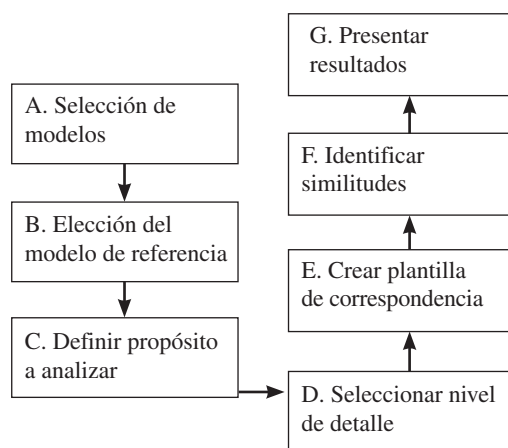 A. Selección de
modelos
B. Elección del
modelo de referencia
C. Definir propósito
a analizar
D. Seleccionar nivel
de detalle
E. Crear plantilla
de correspondencia
F. Identificar
similitudes
G. Presentar
resultados